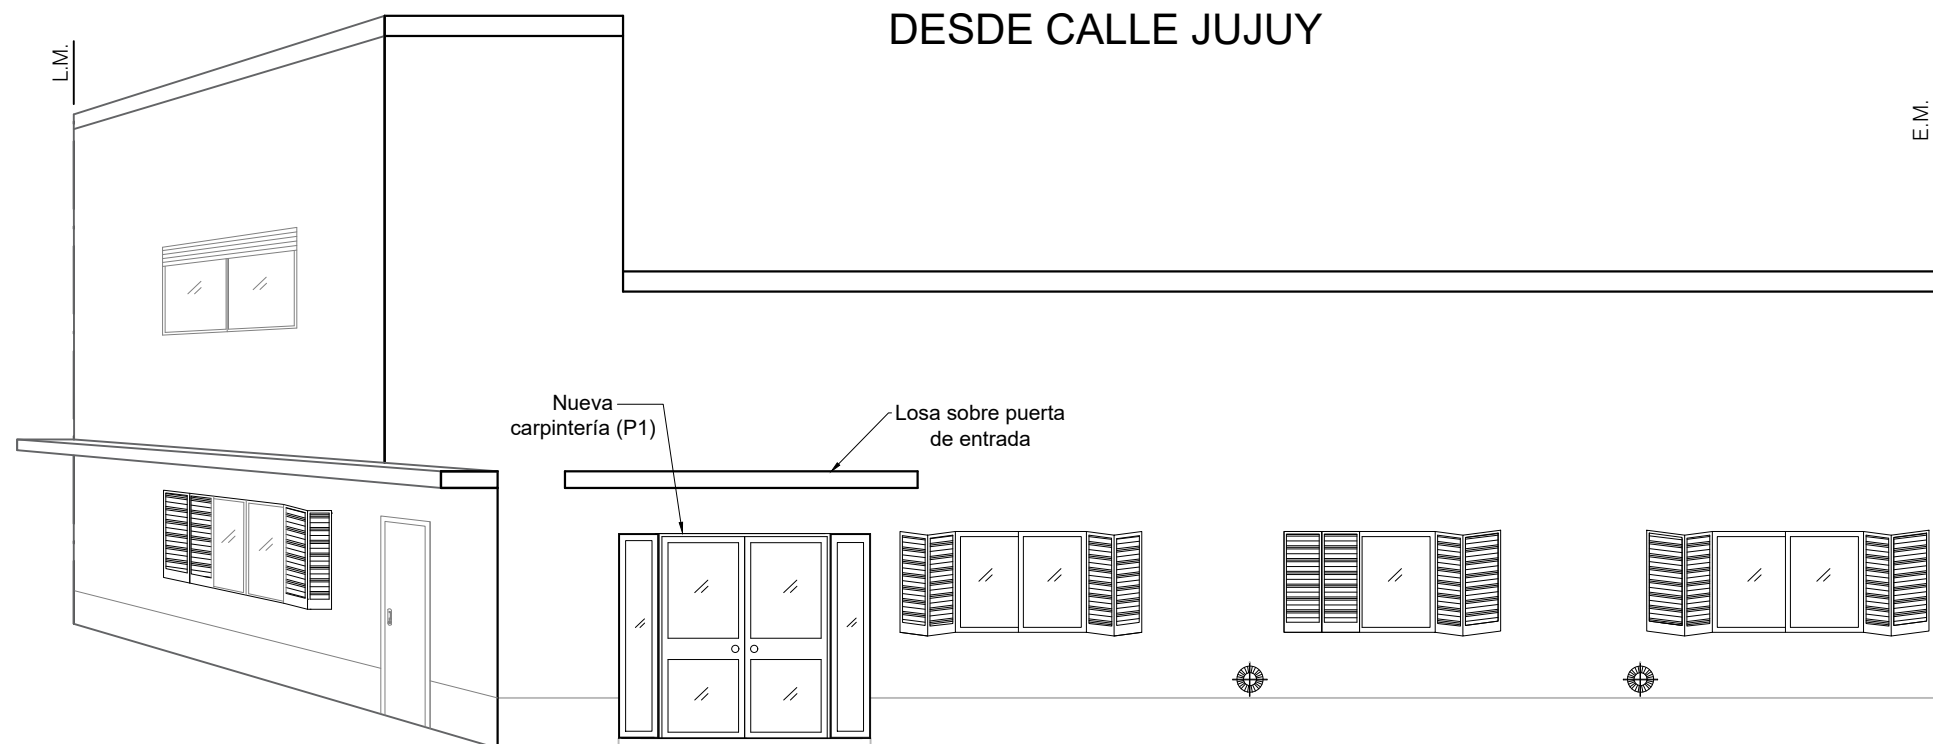 DESDE CALLE JUJUY
L.M.
E.M.
Nueva
carpintería (P1)
Losa sobre puerta
de entrada